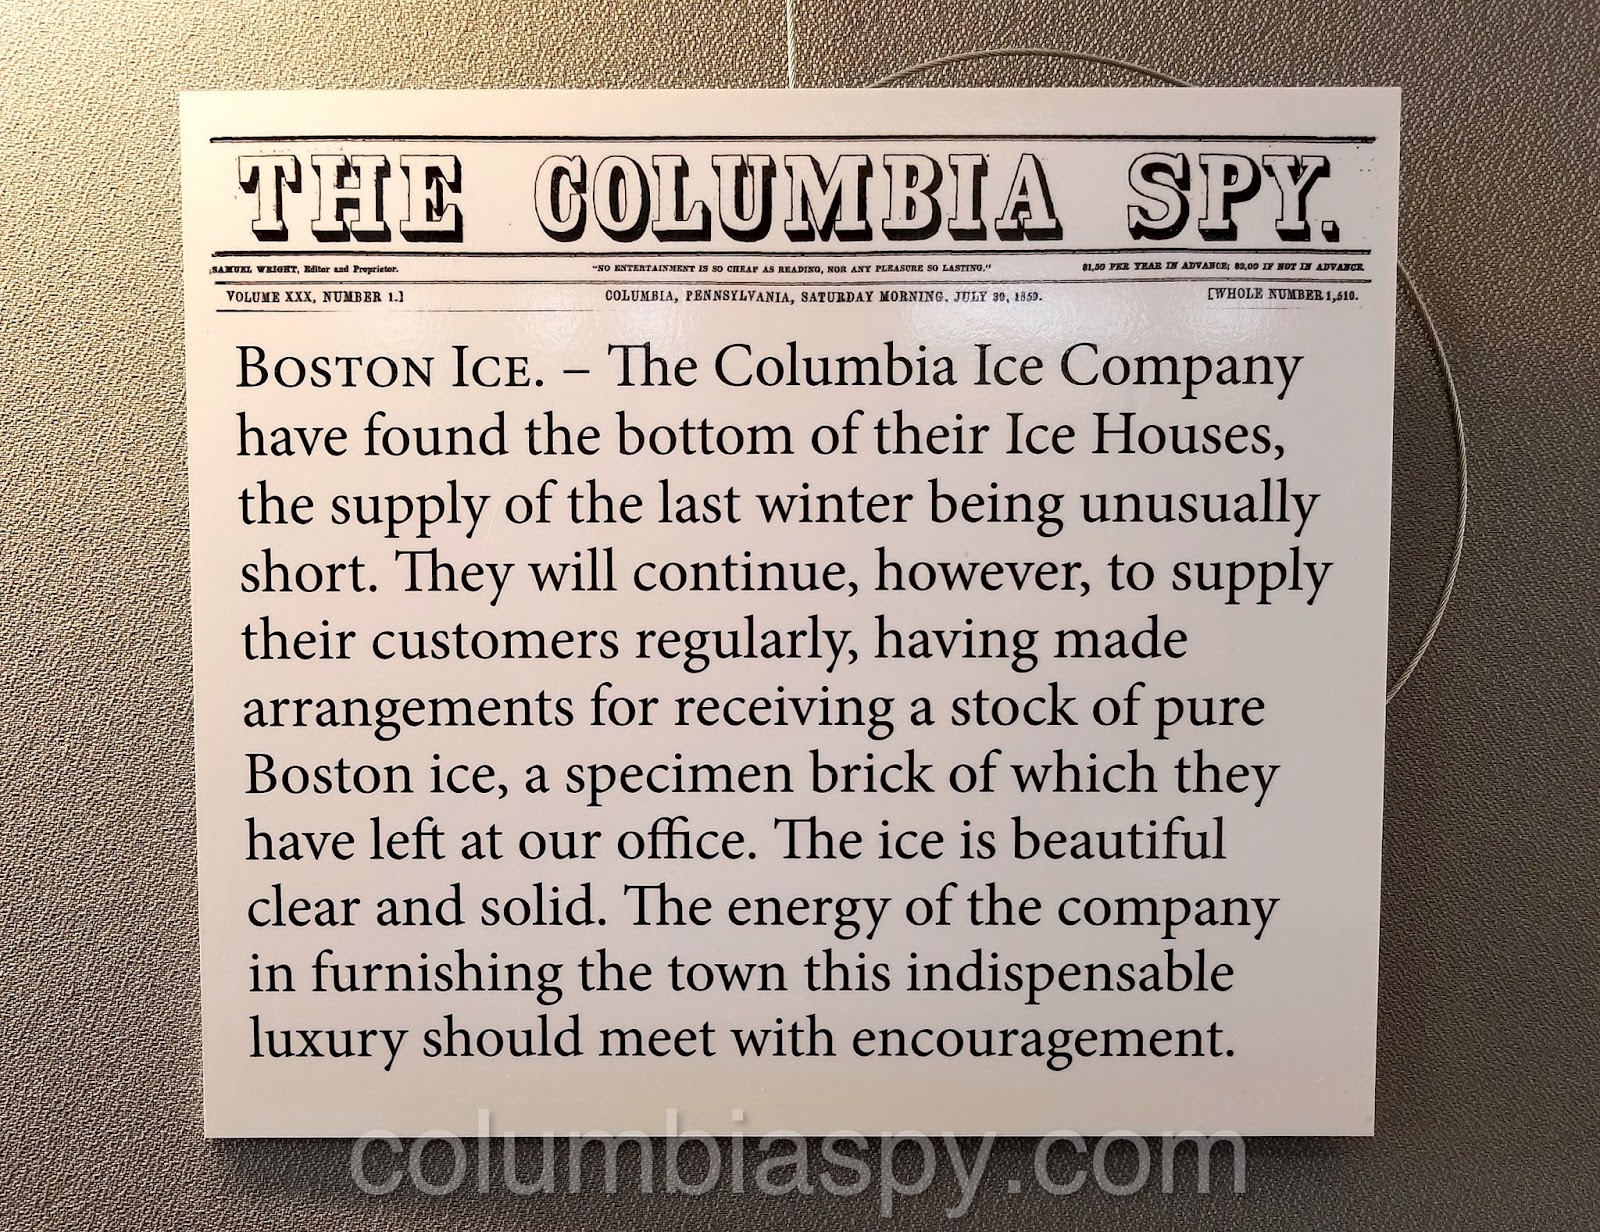 THE COLUMBIA SPY.
SAMUEL WRIGHT, Editor and Proprietor.
"NO ENTERTAINMENT IS SO CHEAP AS READING, NOR ANY PLEASURE SO LASTING."
$1,50 PER YEAR IN ADVANCE; $2,00 IF NOT IN ADVANCE.
VOLUME XXX, NUMBER 1.]
COLUMBIA, PENNSYLVANIA, SATURDAY MORNING, JULY 30, 1859.
[WHOLE NUMBER 1,510.
BOSTON ICE. – The Columbia Ice Company
have found the bottom of their Ice Houses,
the supply of the last winter being unusually
short. They will continue, however, to supply
their customers regularly, having made
arrangements for receiving a stock of pure
Boston ice, a specimen brick of which they
have left at our office. The ice is beautiful
clear and solid. The energy of the company
in furnishing the town this indispensable
luxury should meet with encouragement.
columbiaspy.com